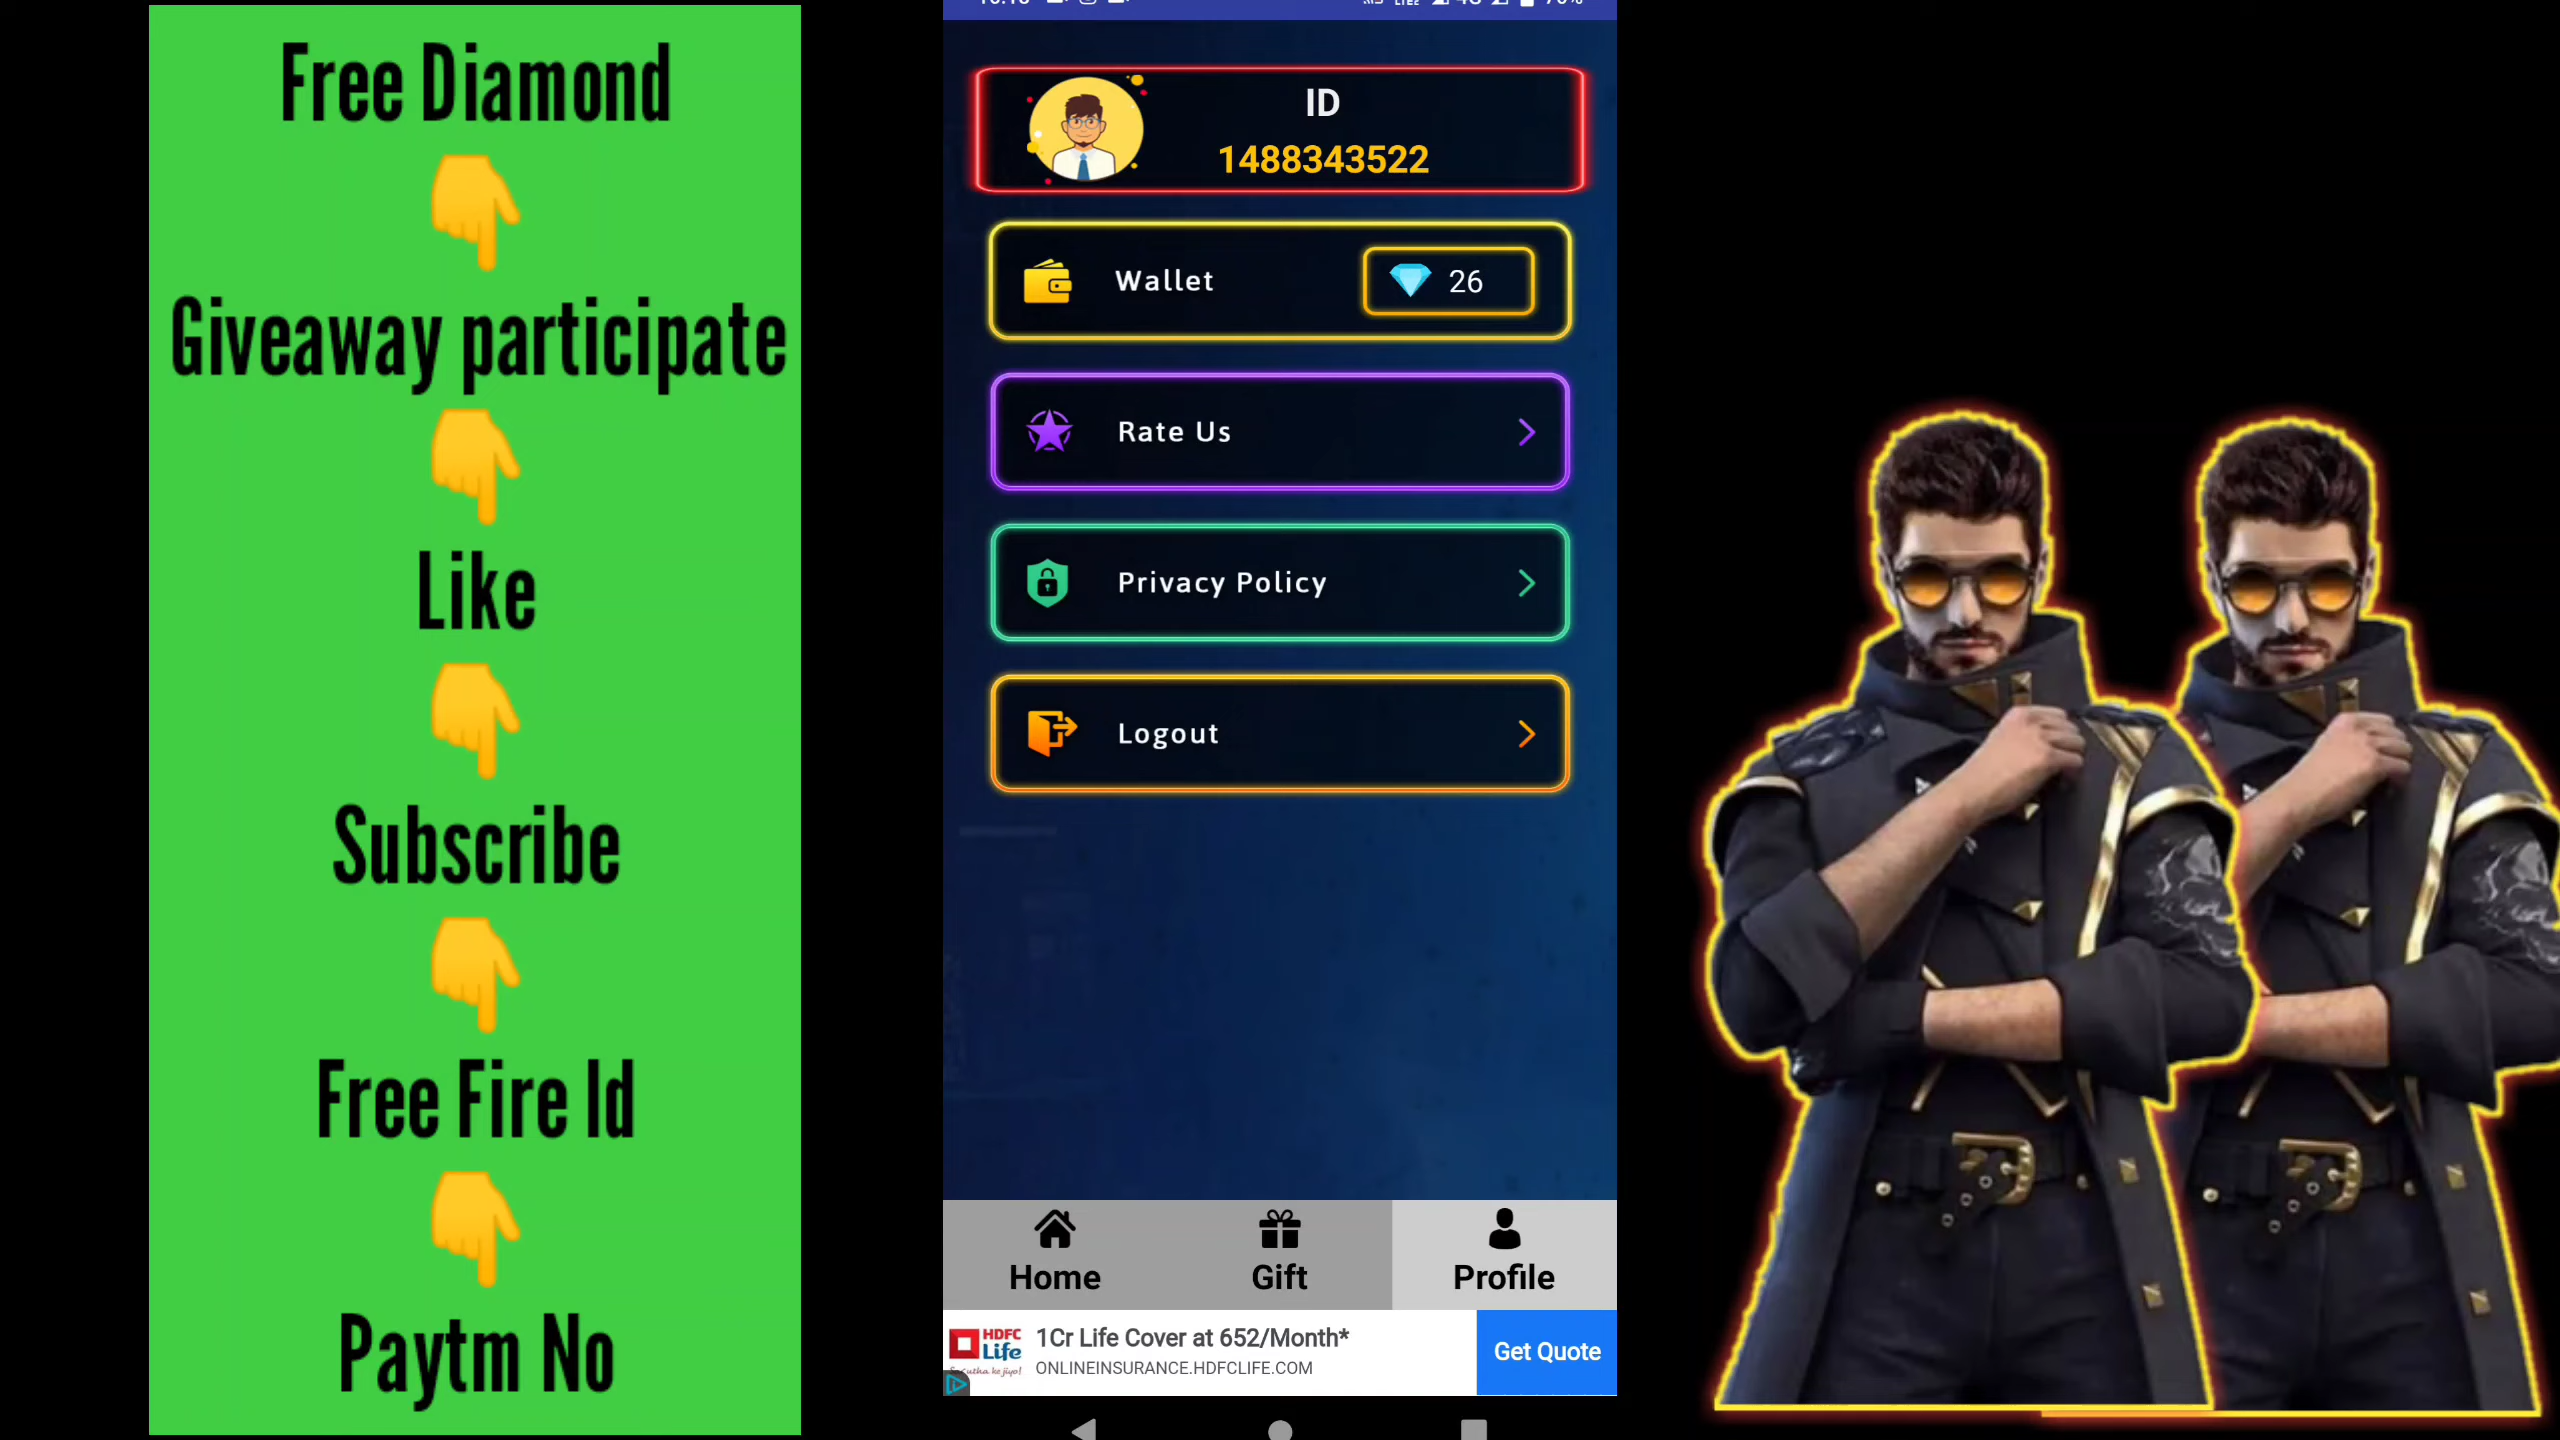 Free Diamond
Giveaway participate
Like
Subscribe
Free Fire Id
Paytm No
ID
1488343522
Wallet
26
Rate Us
Privacy Policy
Logout
Home
Gift
Profile
HDFC
Life
1Cr Life Cover at 652/Month*
ONLINEINSURANCE.HDFCLIFE.COM
Get Quote